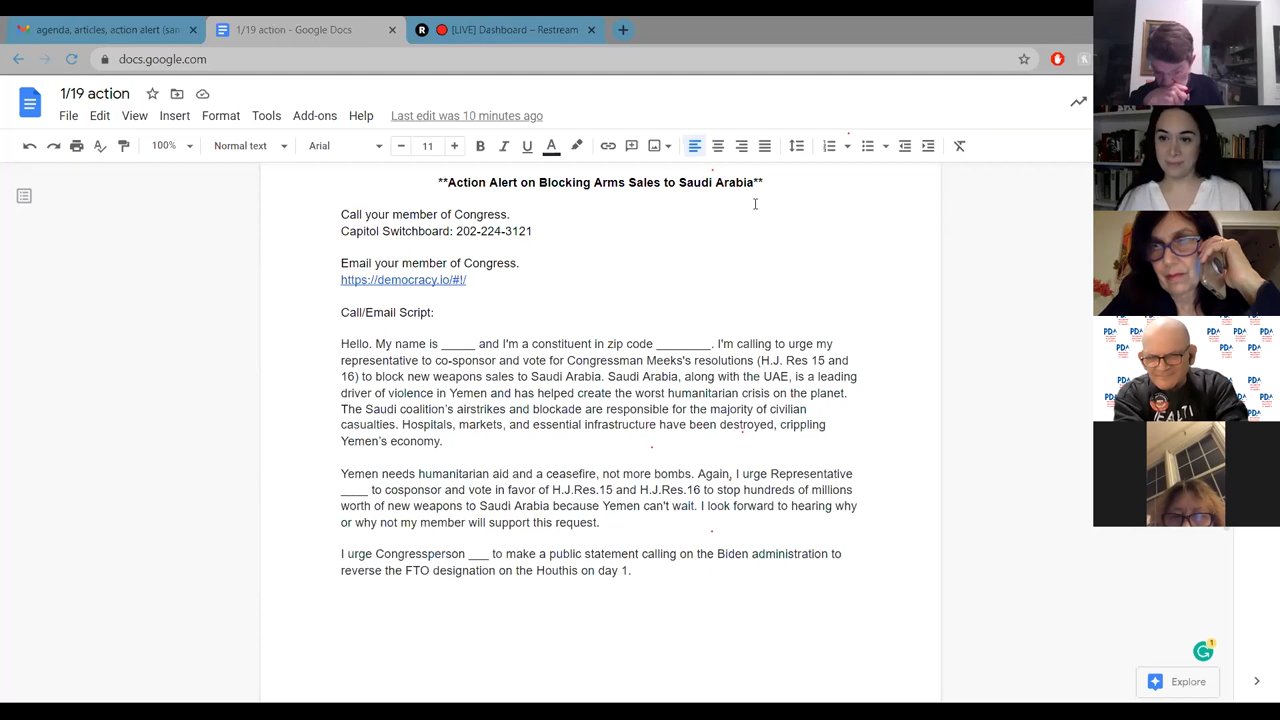 agenda, articles, action alert (san
1/19 action - Google Docs
[LIVE] Dashboard – Restream
docs.google.com
1/19 action
File Edit View Insert Format Tools Add-ons Help Last edit was 10 minutes ago
100% Normal text Arial 11
**Action Alert on Blocking Arms Sales to Saudi Arabia**
Call your member of Congress.
Capitol Switchboard: 202-224-3121
Email your member of Congress.
https://democracy.io/#!/
Call/Email Script:
Hello. My name is _____ and I'm a constituent in zip code ________. I'm calling to urge my
representative to co-sponsor and vote for Congressman Meeks's resolutions (H.J. Res 15 and
16) to block new weapons sales to Saudi Arabia. Saudi Arabia, along with the UAE, is a leading
driver of violence in Yemen and has helped create the worst humanitarian crisis on the planet.
The Saudi coalition's airstrikes and blockade are responsible for the majority of civilian
casualties. Hospitals, markets, and essential infrastructure have been destroyed, crippling
Yemen's economy.
Yemen needs humanitarian aid and a ceasefire, not more bombs. Again, I urge Representative
____ to cosponsor and vote in favor of H.J.Res.15 and H.J.Res.16 to stop hundreds of millions
worth of new weapons to Saudi Arabia because Yemen can't wait. I look forward to hearing why
or why not my member will support this request.
I urge Congressperson ___ to make a public statement calling on the Biden administration to
reverse the FTO designation on the Houthis on day 1.
Explore
PDA